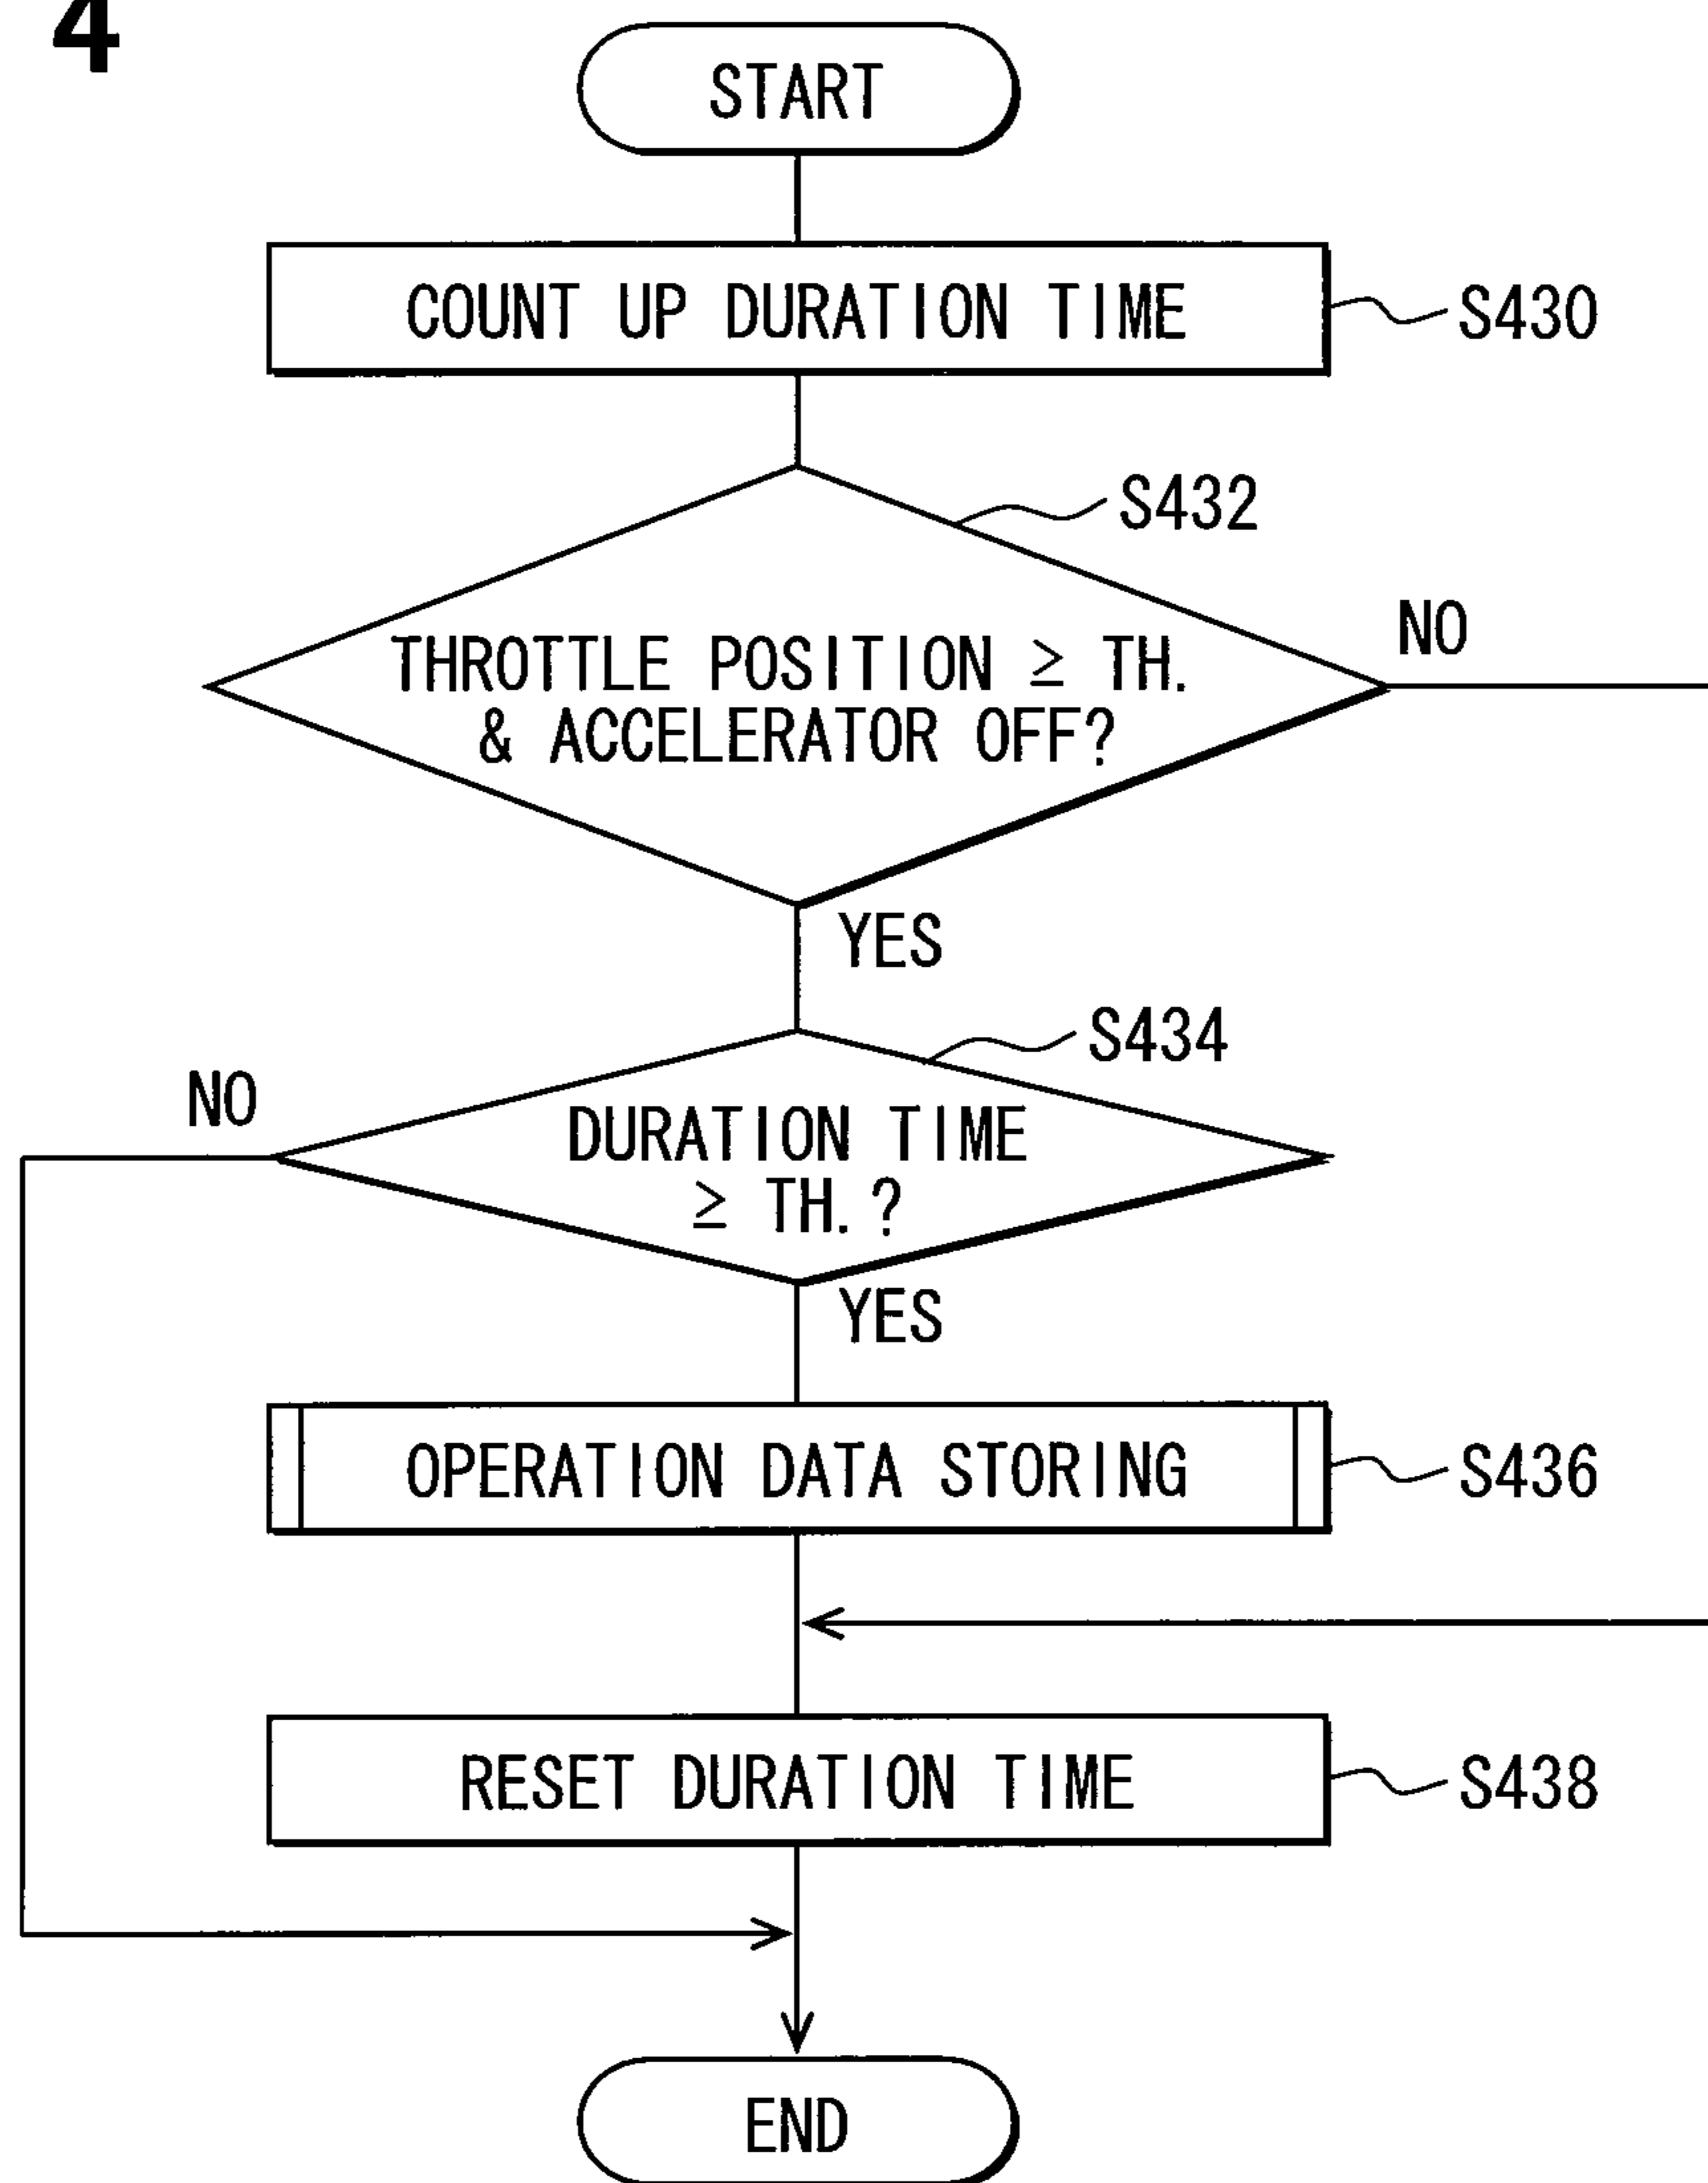 4
START
COUNT UP DURATION TIME
S430
S432
THROTTLE POSITION ≥ TH.
& ACCELERATOR OFF?
NO
YES
S434
NO
DURATION TIME
≥ TH.?
YES
OPERATION DATA STORING
S436
RESET DURATION TIME
S438
END